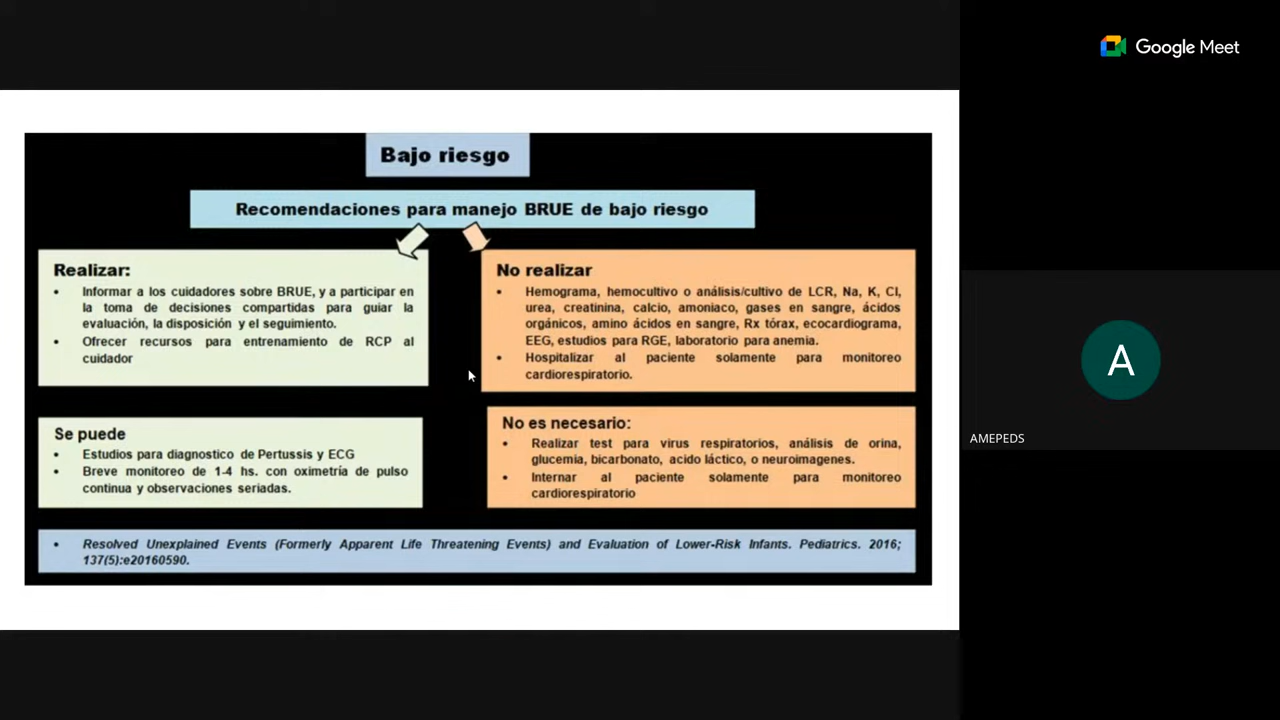 Google Meet
Bajo riesgo
Recomendaciones para manejo BRUE de bajo riesgo
Realizar:
• Informar a los cuidadores sobre BRUE, y a participar en
la toma de decisiones compartidas para guiar la
evaluación, la disposición y el seguimiento.
• Ofrecer recursos para entrenamiento de RCP al
cuidador
No realizar
• Hemograma, hemocultivo o análisis/cultivo de LCR, Na, K, Cl,
urea, creatinina, calcio, amoniaco, gases en sangre, ácidos
orgánicos, amino ácidos en sangre, Rx tórax, ecocardiograma,
EEG, estudios para RGE, laboratorio para anemia.
• Hospitalizar al paciente solamente para monitoreo
cardiorespiratorio.
Se puede
• Estudios para diagnostico de Pertussis y ECG
• Breve monitoreo de 1-4 hs. con oximetría de pulso
continua y observaciones seriadas.
No es necesario:
• Realizar test para virus respiratorios, análisis de orina,
glucemia, bicarbonato, acido láctico, o neuroimagenes.
• Internar al paciente solamente para monitoreo
cardiorespiratorio
• Resolved Unexplained Events (Formerly Apparent Life Threatening Events) and Evaluation of Lower-Risk Infants. Pediatrics. 2016;
137(5):e20160590.
A
AMEPEDS